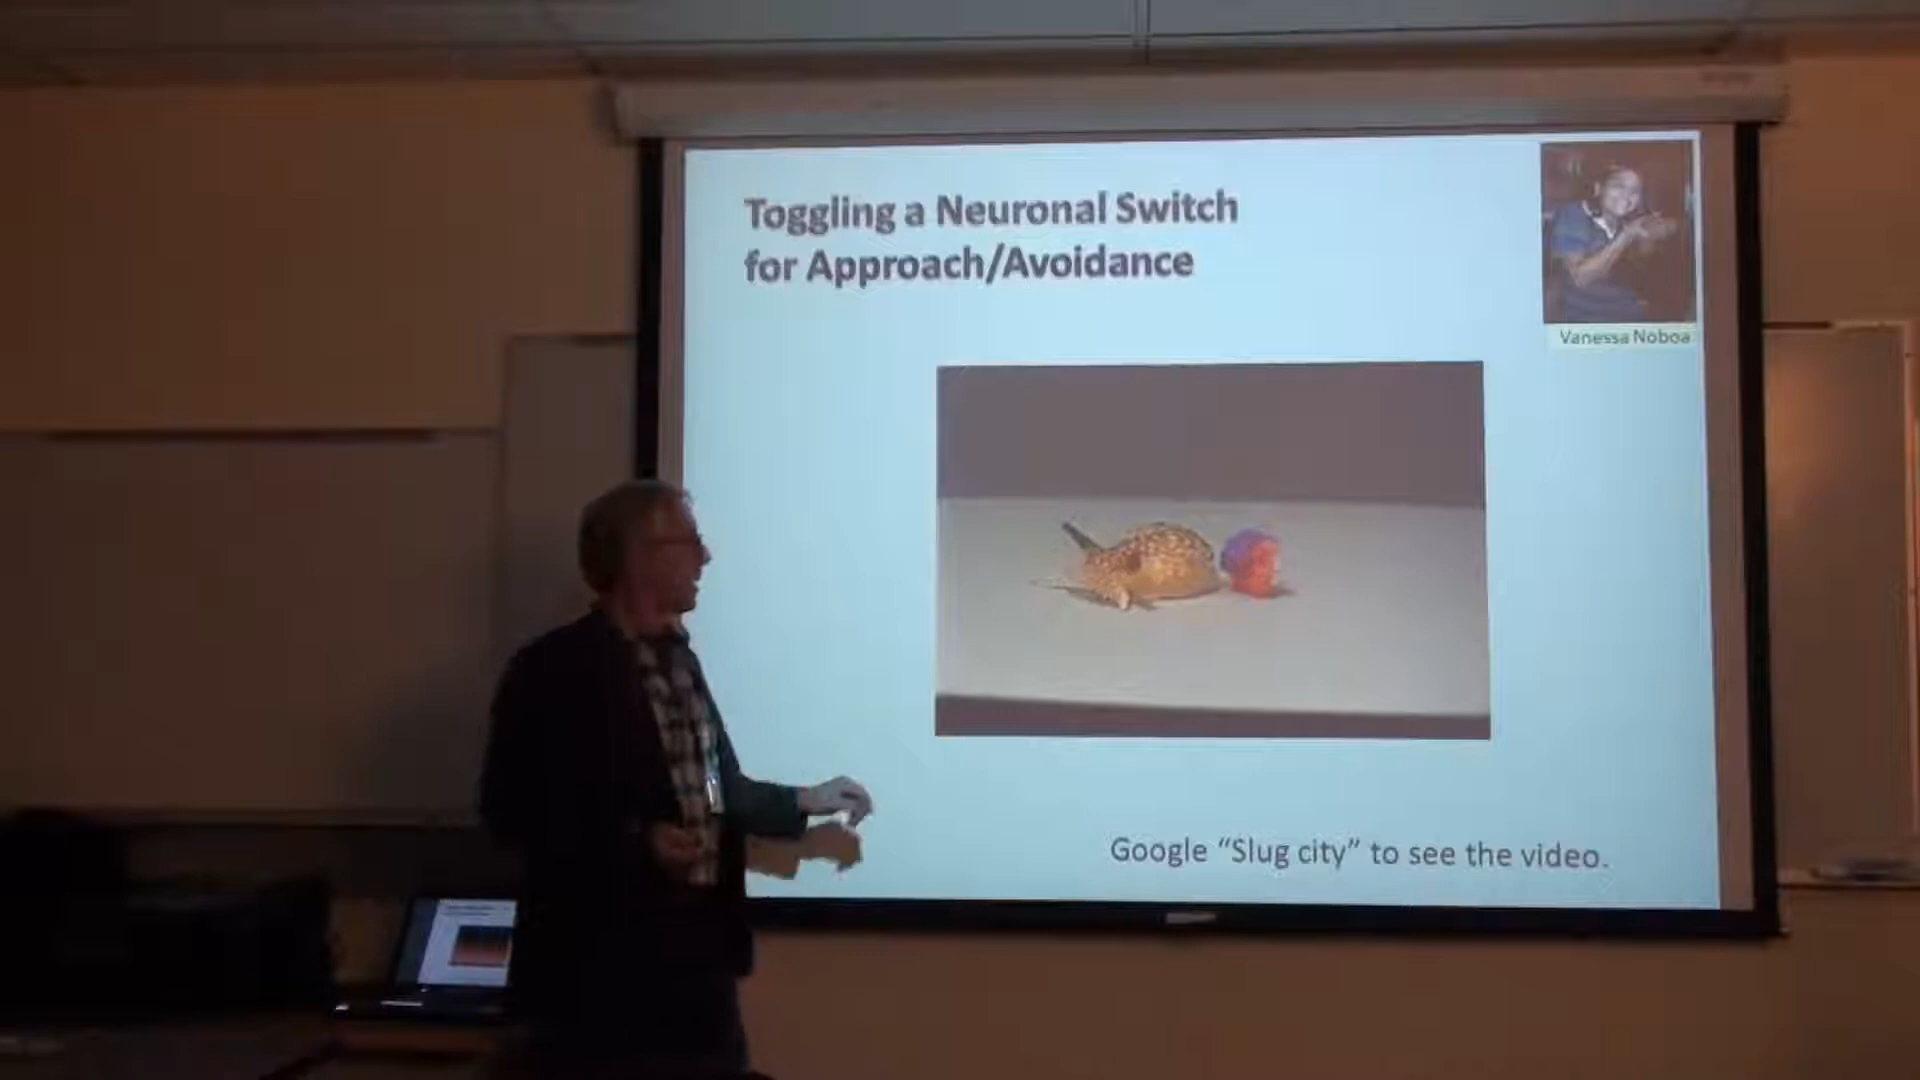 Toggling a Neuronal Switch
for Approach/Avoidance
Vanessa Noboa
Google “Slug city” to see the video.